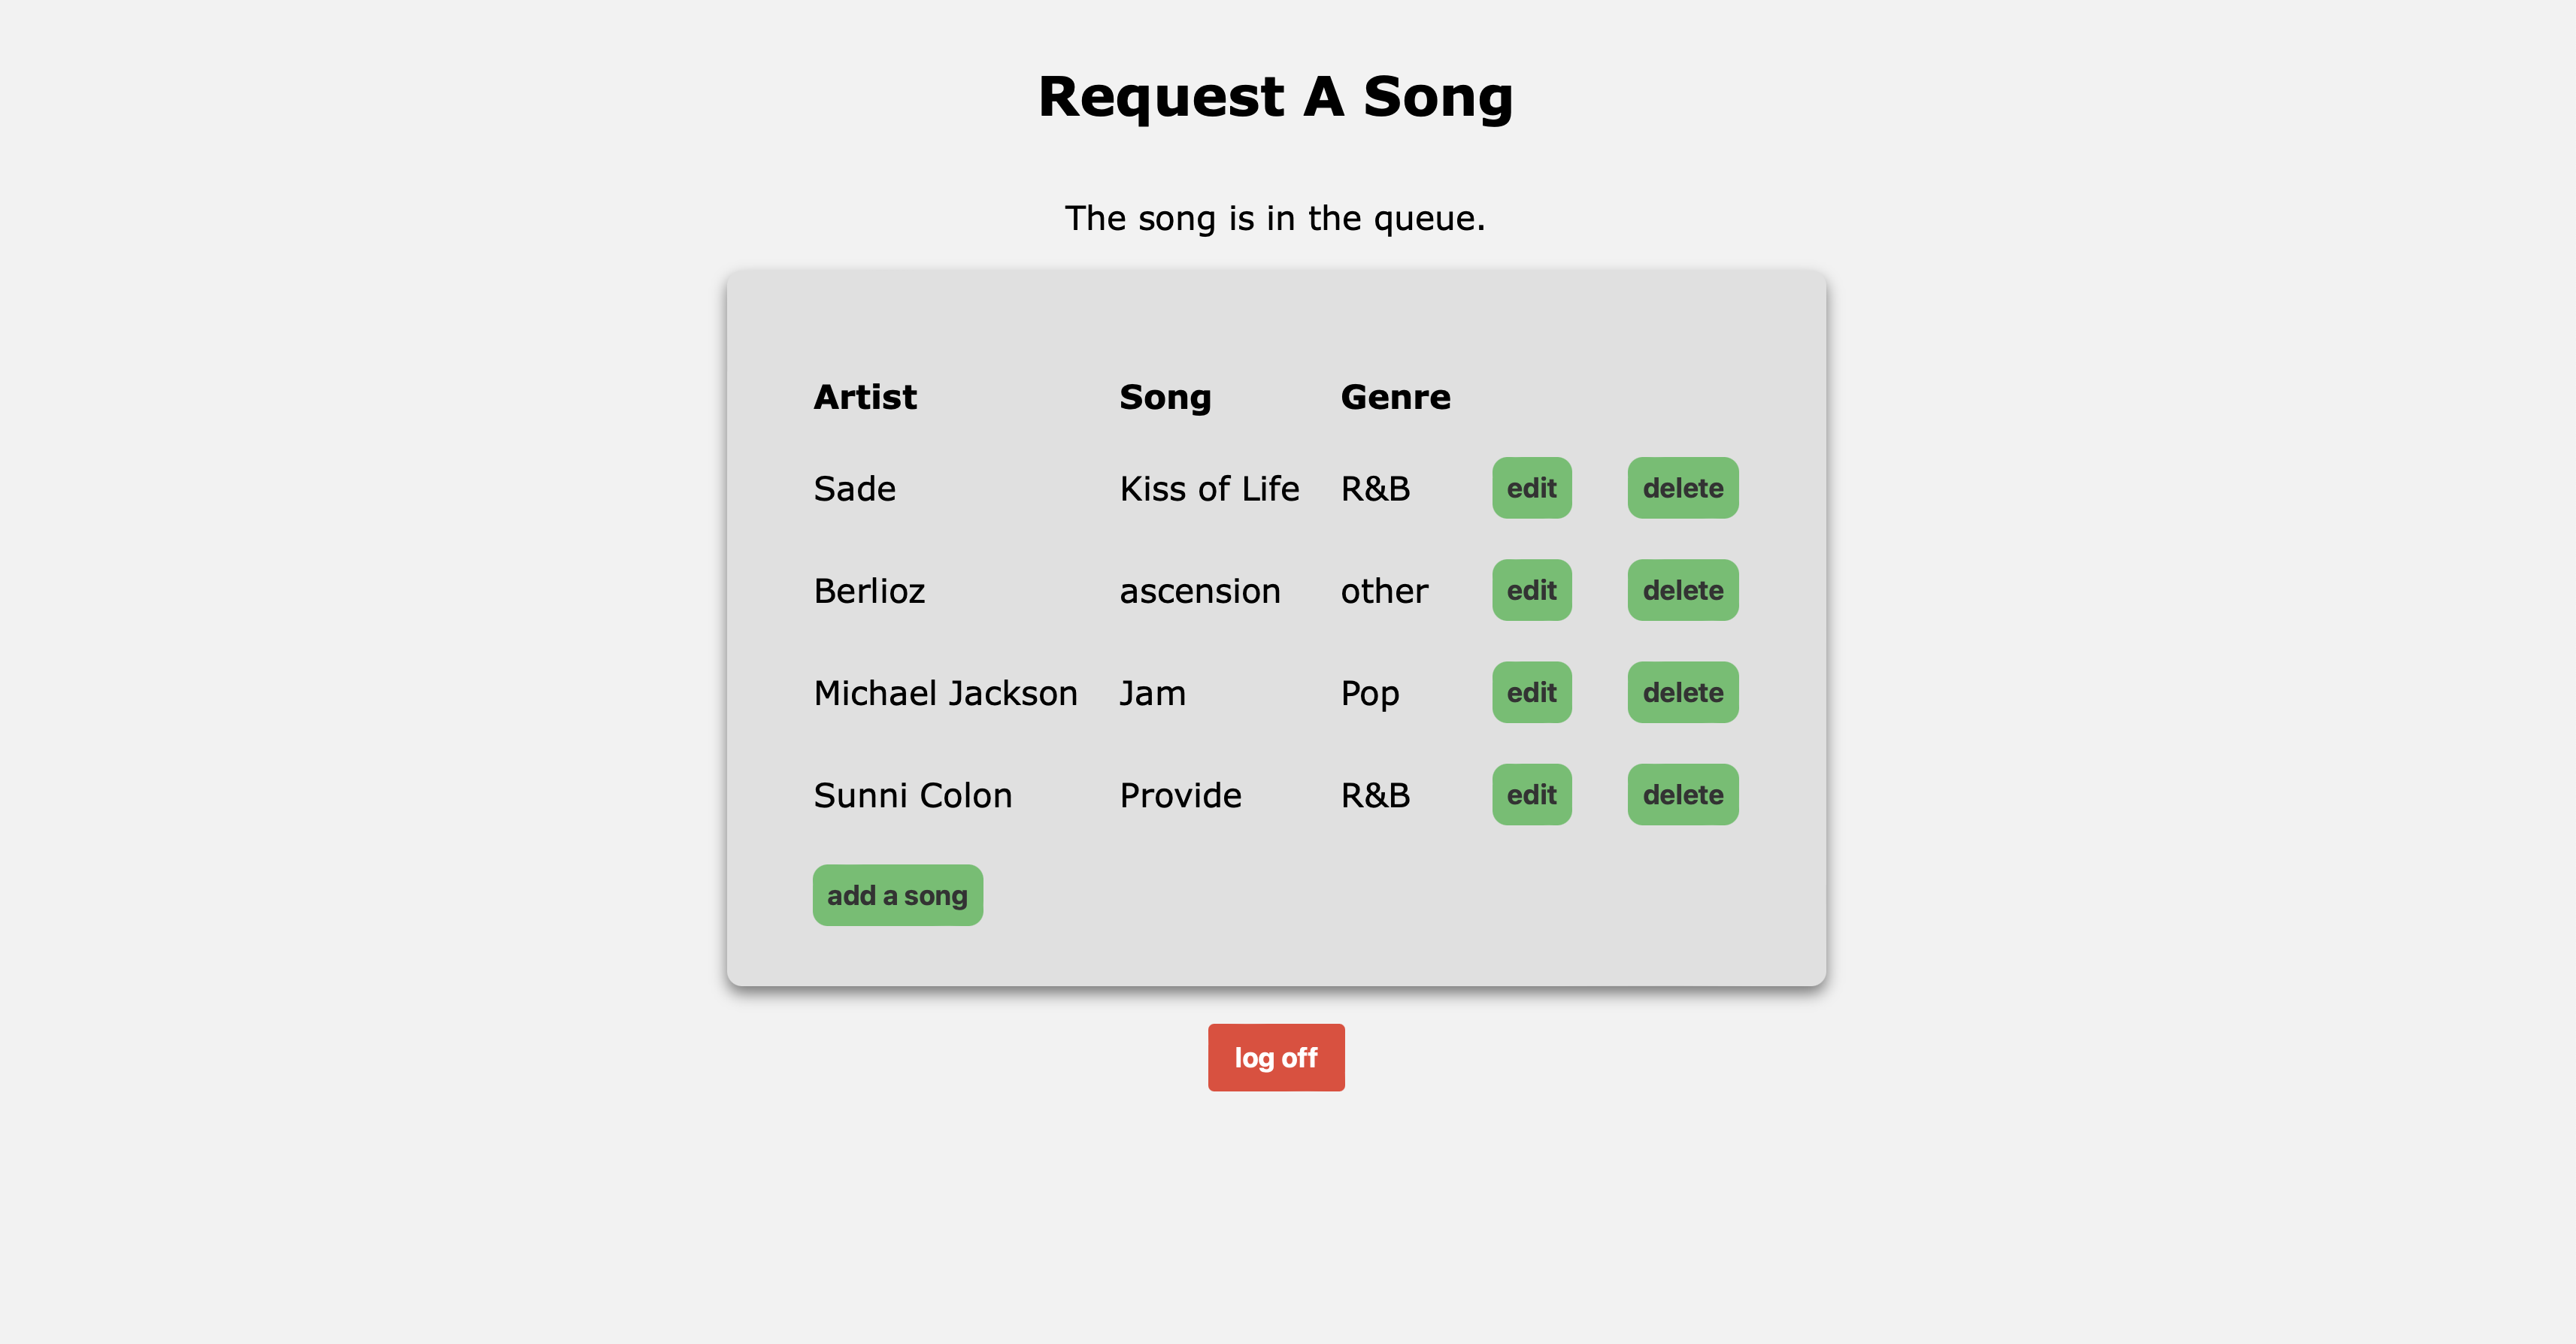 Request A Song
The song is in the queue.
Artist Song Genre
Sade Kiss of Life R&B edit delete
Berlioz ascension other edit delete
Michael Jackson Jam Pop edit delete
Sunni Colon Provide R&B edit delete
add a song
log off